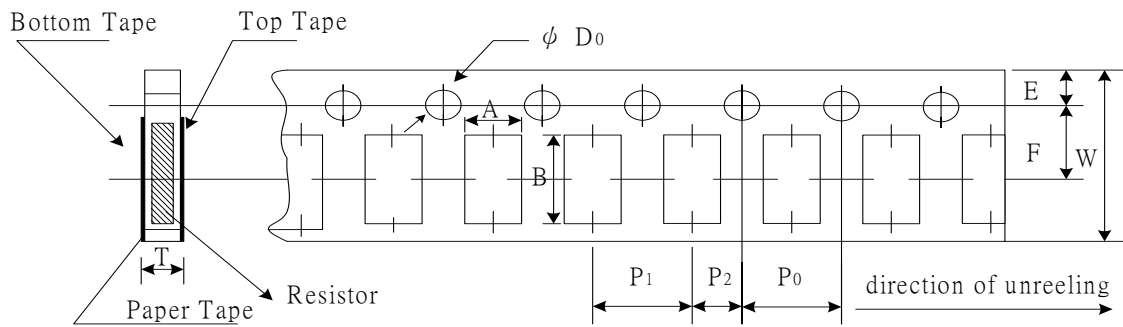 Bottom Tape
Top Tape
ϕ D₀
E
A
F
W
B
T
P₁
P₂
P₀
direction of unreeling
Resistor
Paper Tape